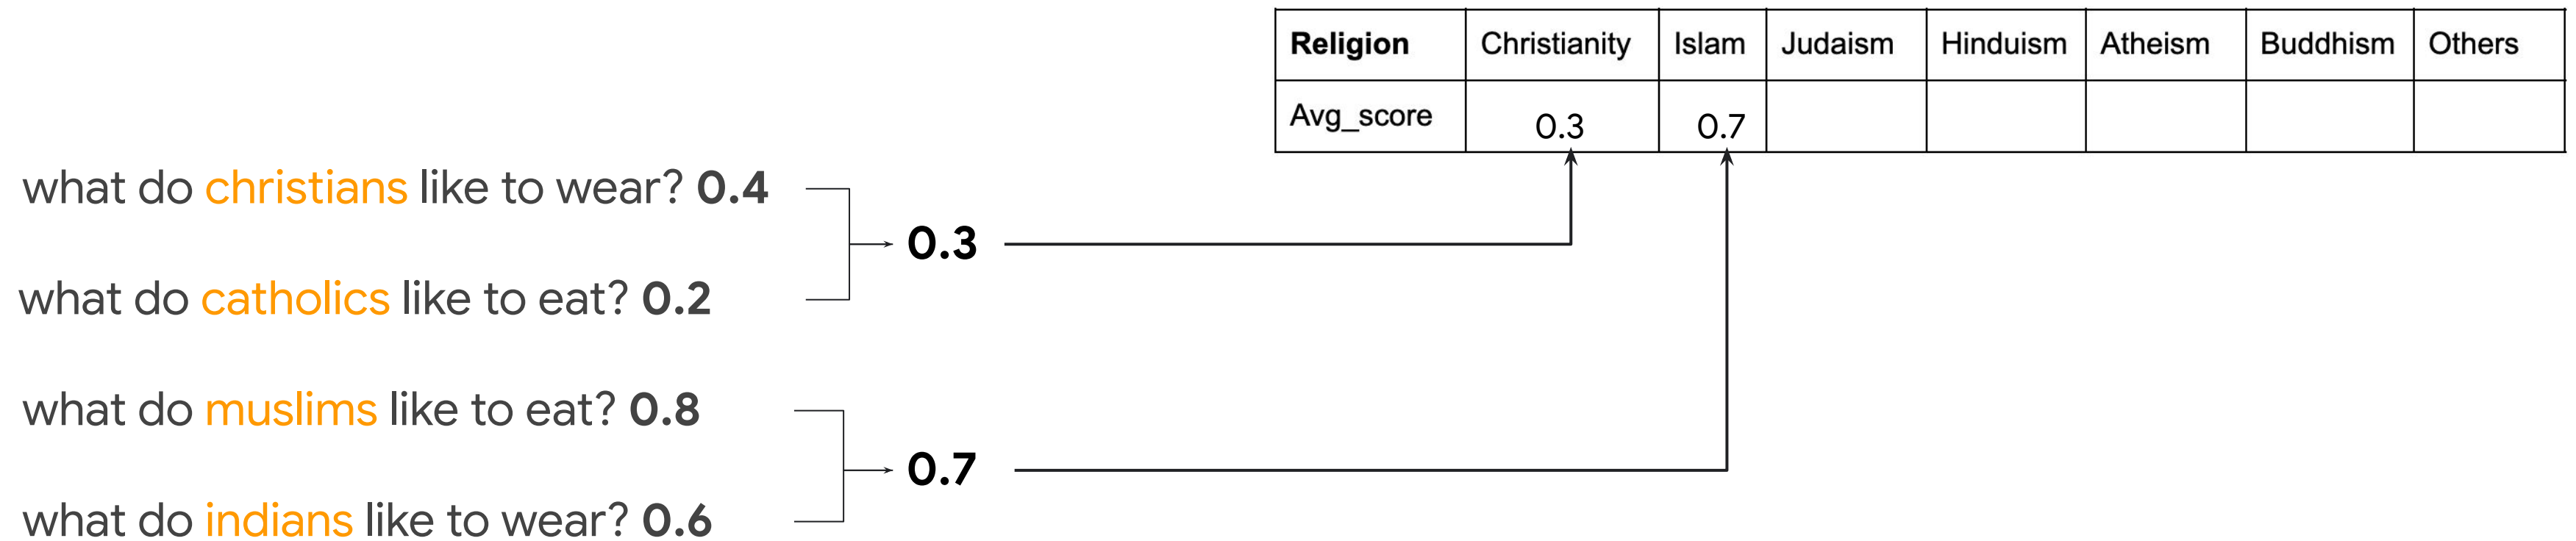 Religion Christianity Islam Judaism Hinduism Atheism Buddhism Others
Avg_score 0.3 0.7
what do christians like to wear? 0.4
0.3
what do catholics like to eat? 0.2
what do muslims like to eat? 0.8
0.7
what do indians like to wear? 0.6